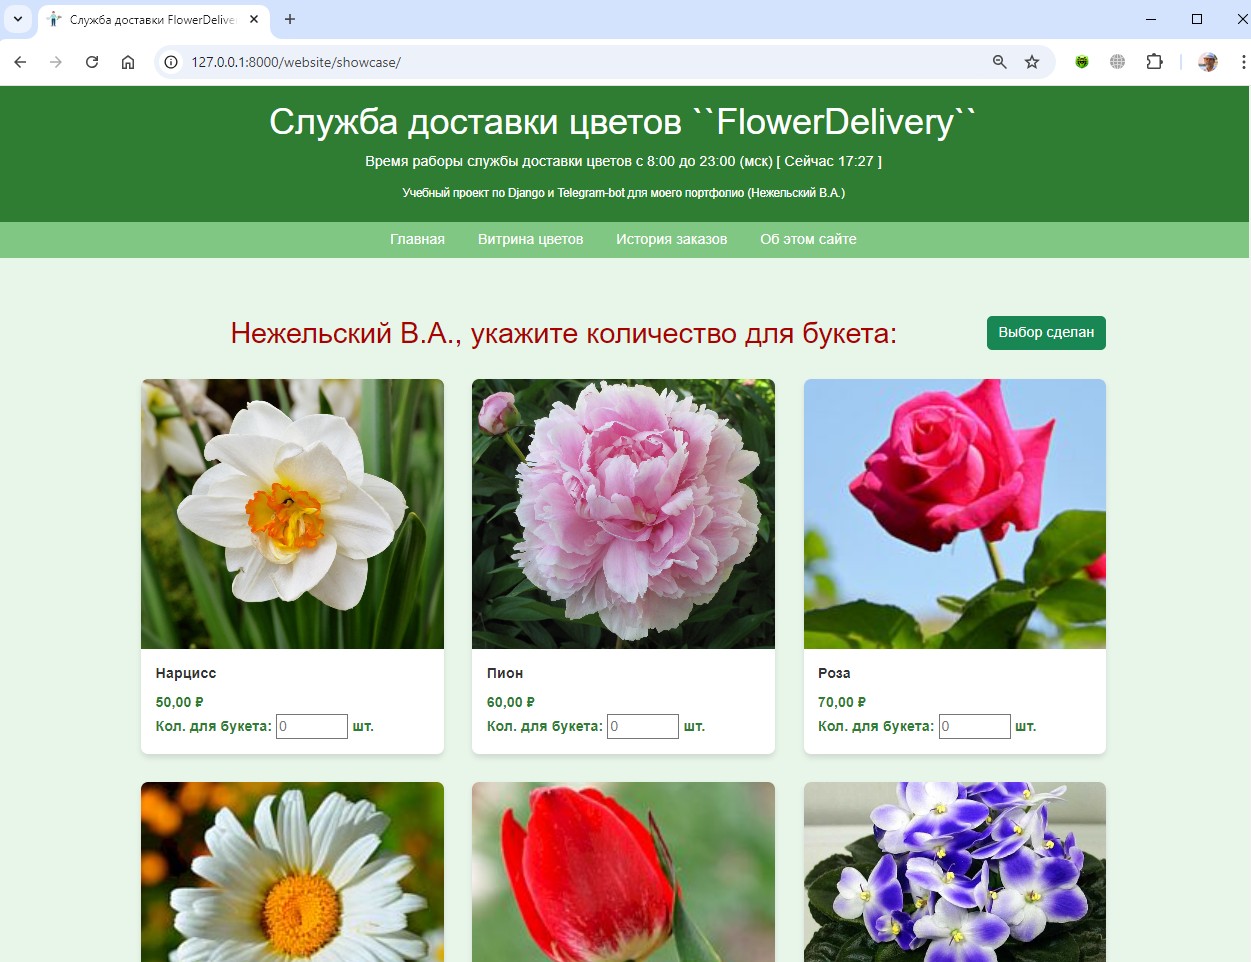 Служба доставки FlowerDelive
127.0.0.1:8000/website/showcase/
Служба доставки цветов ``FlowerDelivery``
Время раборы службы доставки цветов с 8:00 до 23:00 (мск) [ Сейчас 17:27 ]
Учебный проект по Django и Telegram-bot для моего портфолио (Нежельский В.А.)
Главная Витрина цветов История заказов Об этом сайте
Нежельский В.А., укажите количество для букета: Выбор сделан
Нарцисс
50,00 ₽
Кол. для букета: 0 шт.
Пион
60,00 ₽
Кол. для букета: 0 шт.
Роза
70,00 ₽
Кол. для букета: 0 шт.